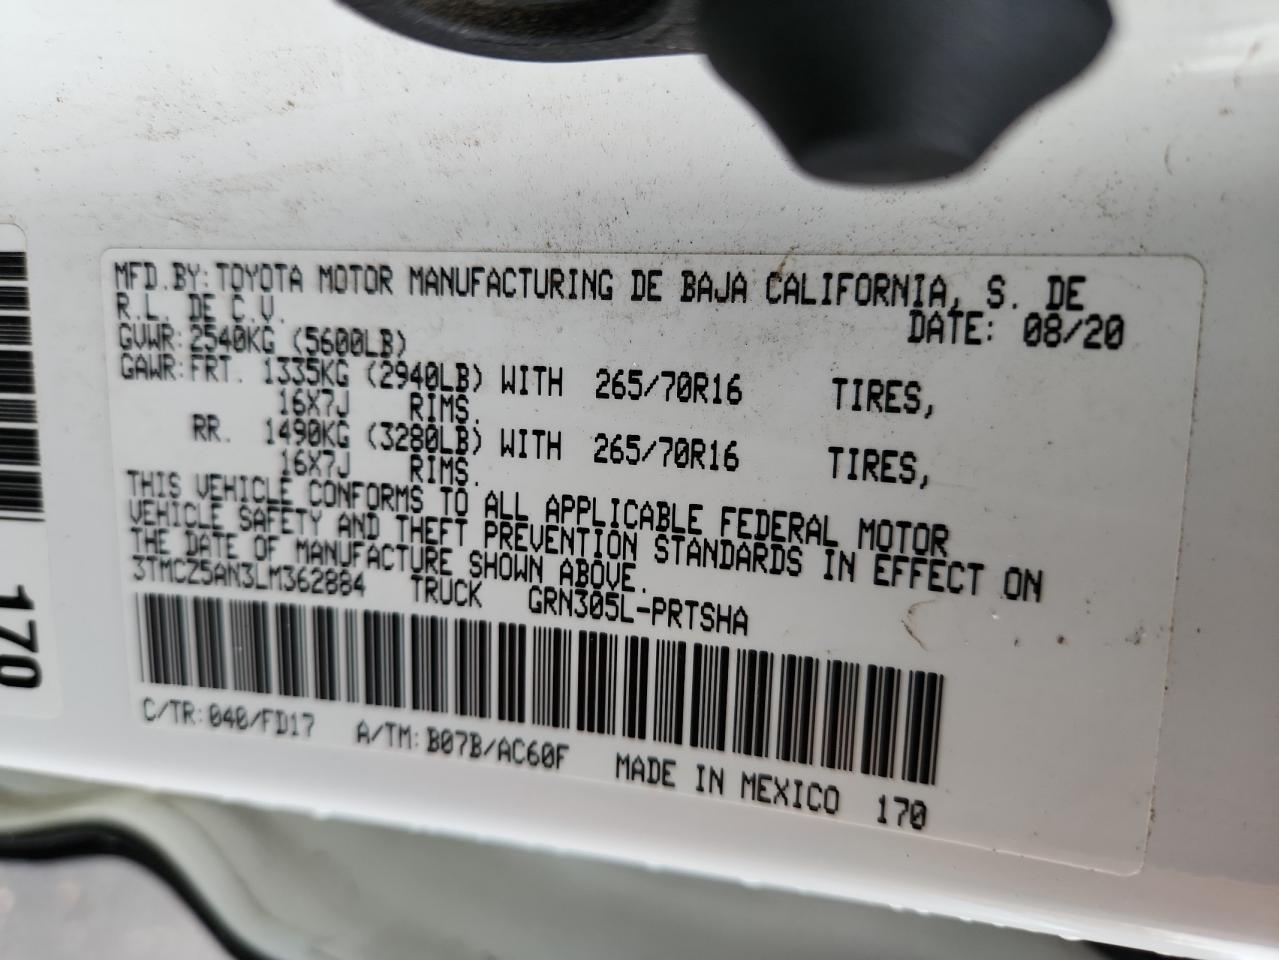 MFD.BY:TOYOTA MOTOR MANUFACTURING DE BAJA CALIFORNIA, S. DE
R.L. DE C.V. DATE: 08/20
GVWR:2540KG (5600LB)
GAWR:FRT. 1335KG (2940LB) WITH 265/70R16 TIRES,
16X7J RIMS.
RR. 1490KG (3280LB) WITH 265/70R16 TIRES,
16X7J RIMS.
THIS VEHICLE CONFORMS TO ALL APPLICABLE FEDERAL MOTOR
VEHICLE SAFETY AND THEFT PREVENTION STANDARDS IN EFFECT ON
THE DATE OF MANUFACTURE SHOWN ABOVE.
3TMCZ5AN3LM362884 TRUCK GRN305L-PRTSHA
C/TR:040/FD17 A/TM:B07B/AC60F MADE IN MEXICO 170
170